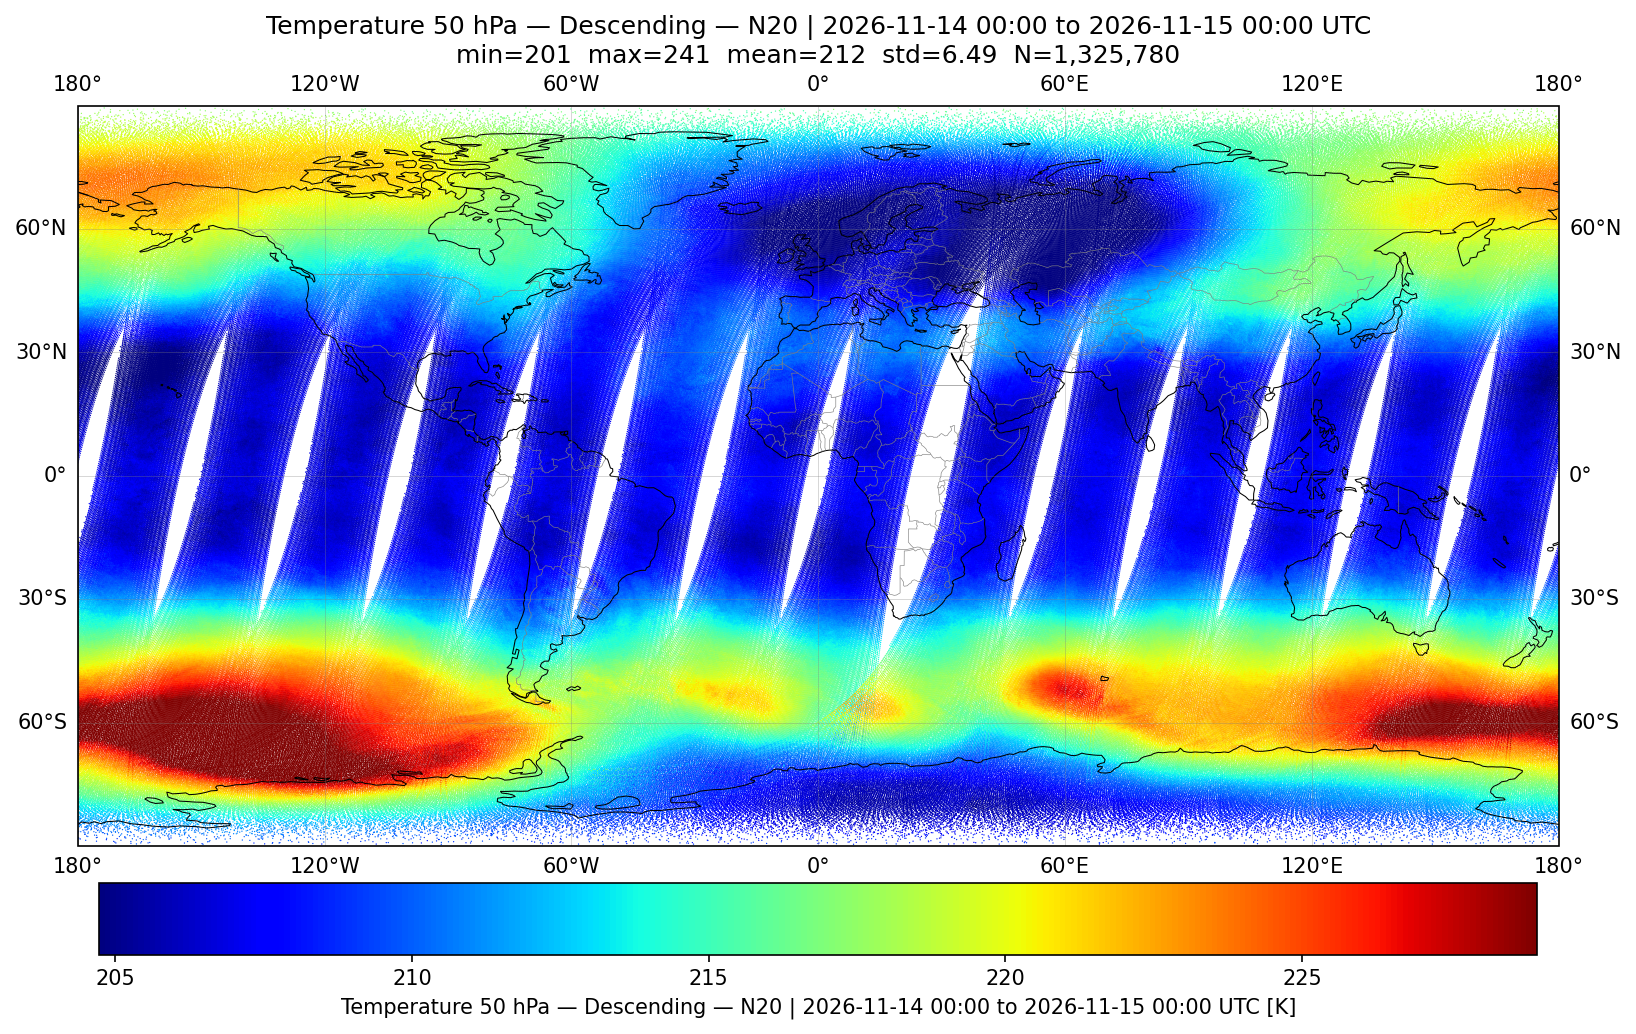 Temperature 50 hPa — Descending — N20 | 2026-11-14 00:00 to 2026-11-15 00:00 UTC
min=201 max=241 mean=212 std=6.49 N=1,325,780
180° 120°W 60°W 0° 60°E 120°E 180°
60°N 60°N
30°N 30°N
0° 0°
30°S 30°S
60°S 60°S
180° 120°W 60°W 0° 60°E 120°E 180°
205 210 215 220 225
Temperature 50 hPa — Descending — N20 | 2026-11-14 00:00 to 2026-11-15 00:00 UTC [K]